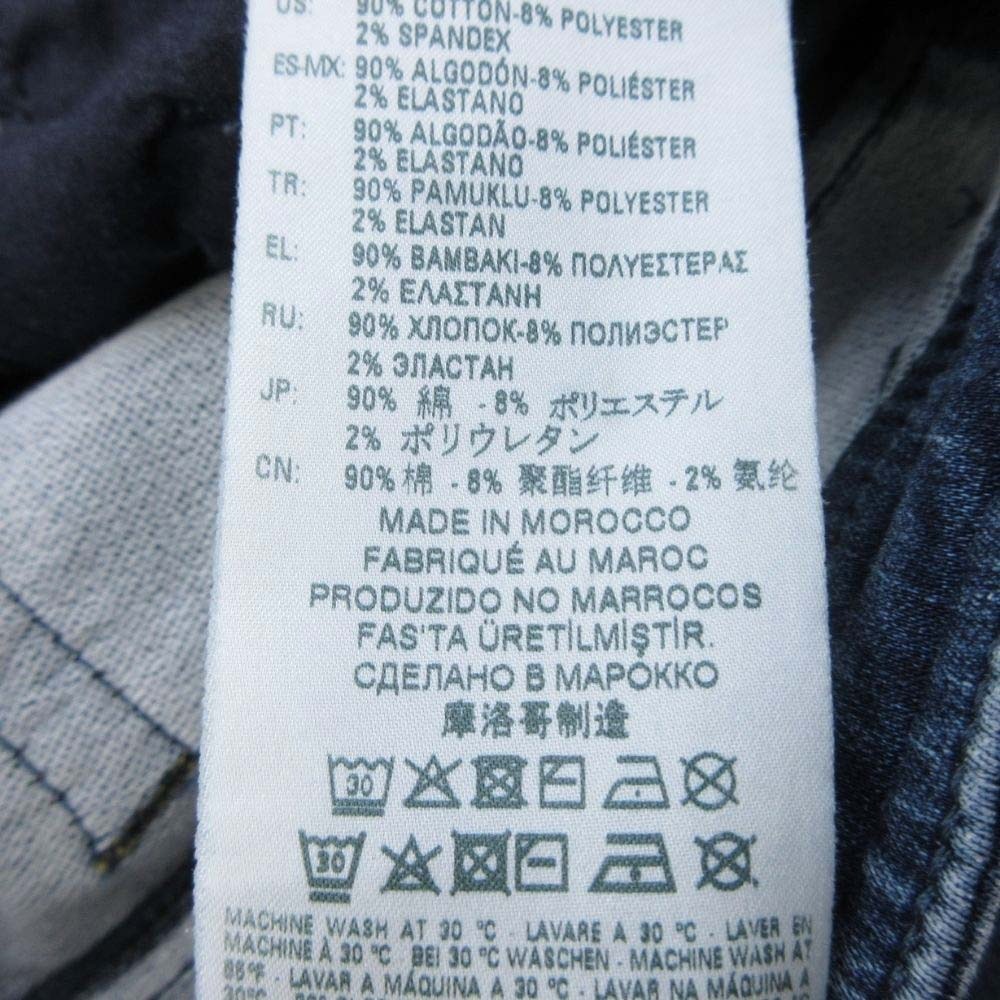 US: 90% COTTON-8% POLYESTER
2% SPANDEX
ES-MX: 90% ALGODÓN-8% POLIÉSTER
2% ELASTANO
PT: 90% ALGODÃO-8% POLIÉSTER
2% ELASTANO
TR: 90% PAMUKLU-8% POLYESTER
2% ELASTAN
EL: 90% BAMBAKI-8% ΠΟΛΥΕΣΤΕΡΑΣ
2% ΕΛΑΣΤΑΝΗ
RU: 90% ХЛОПОК-8% ПОЛИЭСТЕР
2% ЭЛАСТАН
JP: 90% 綿 - 8% ポリエステル
2% ポリウレタン
CN: 90% 棉 - 8% 聚酯纤维 - 2% 氨纶
MADE IN MOROCCO
FABRIQUÉ AU MAROC
PRODUZIDO NO MARROCOS
FAS'TA ÜRETİLMİŞTİR.
СДЕЛАНО В МАРОККО
摩洛哥制造
30
30
MACHINE WASH AT 30 °C - LAVARE A 30 °C - LAVER EN
MACHINE À 30 °C - BEI 30 °C WASCHEN - MACHINE WASH AT
86°F - LAVAR A MÁQUINA A 30 °C - LAVAR NA MÁQUINA A
30°C